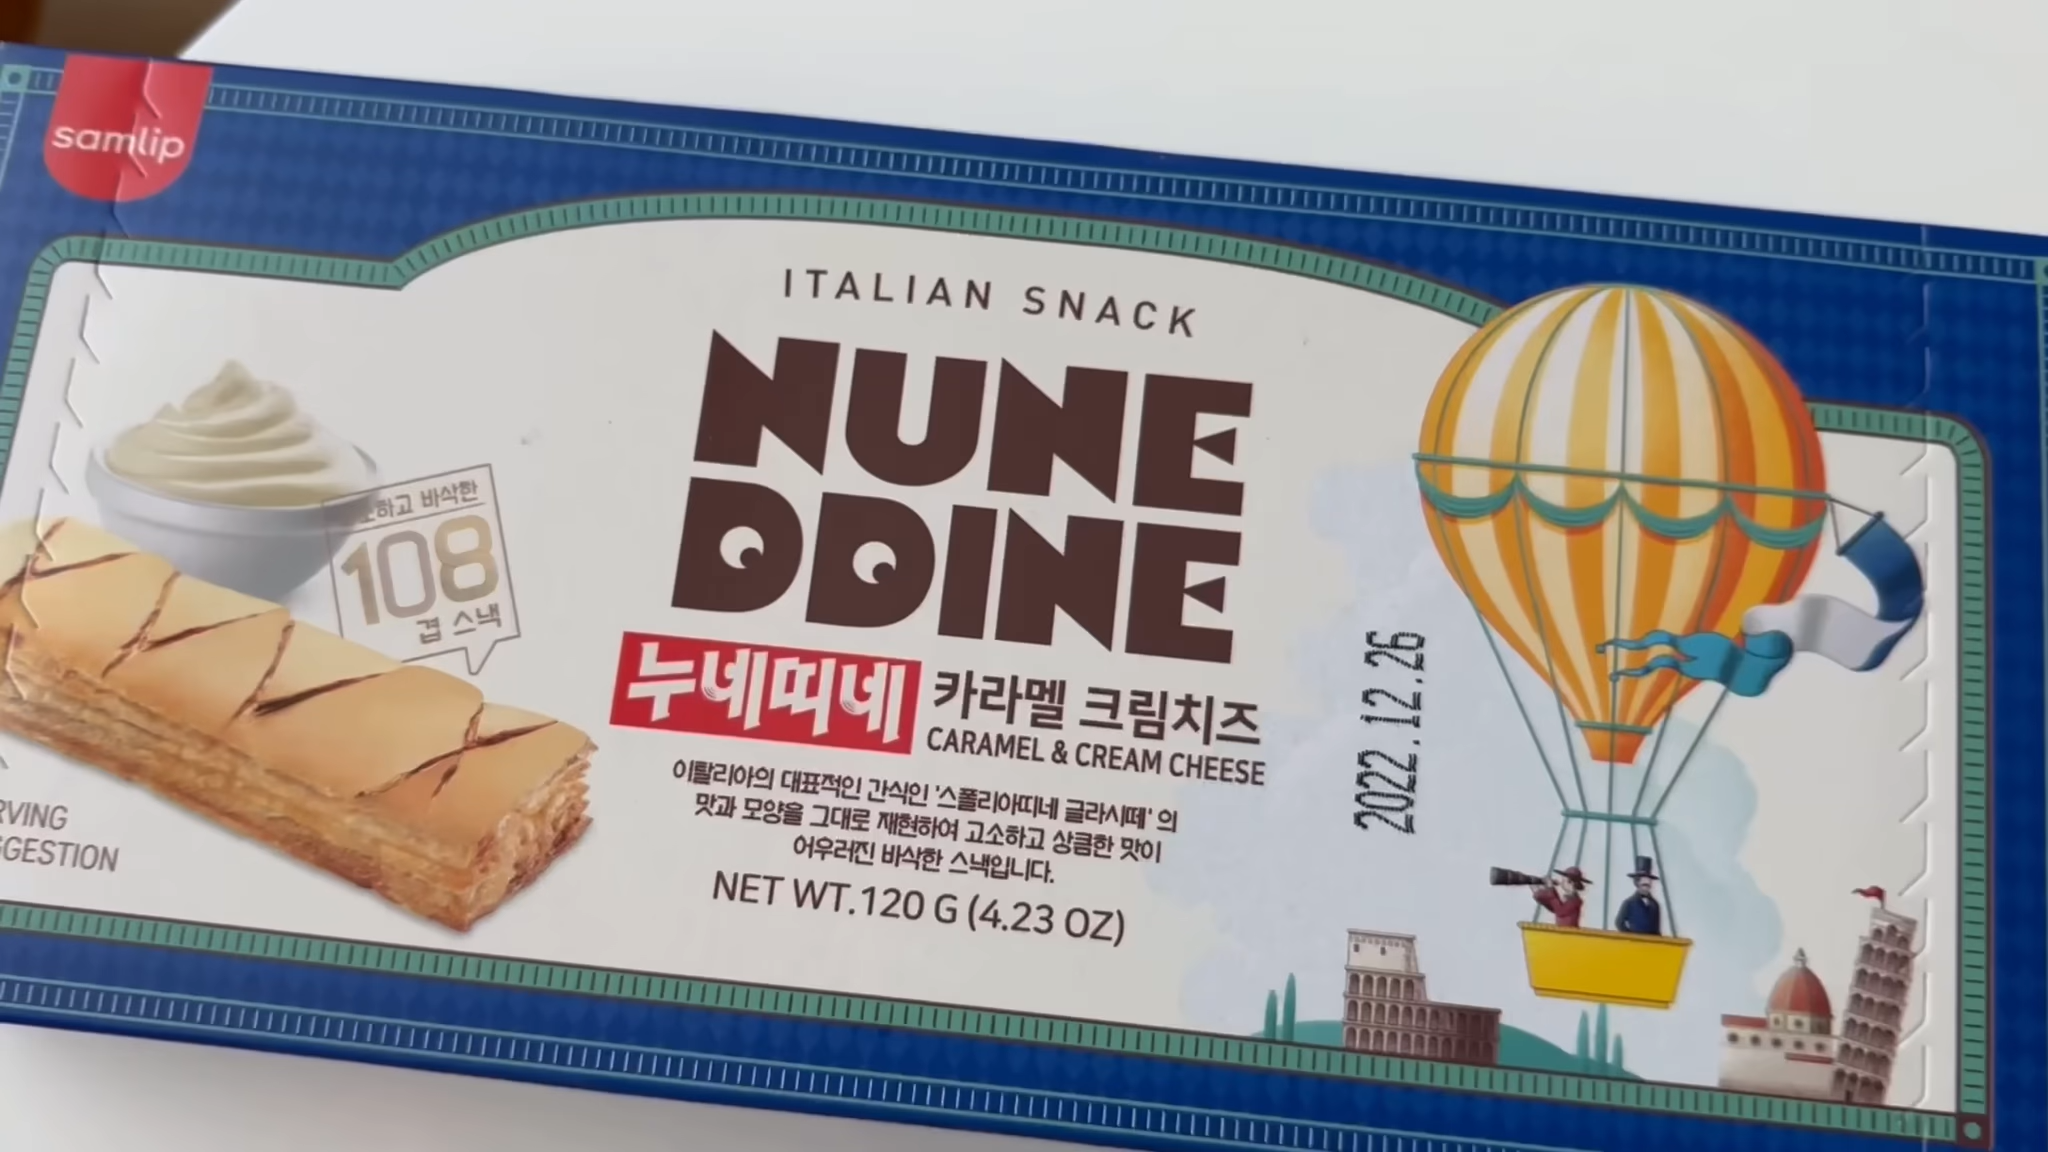 samlip
ITALIAN SNACK
NUNE
DDINE
누네띠네 카라멜 크림치즈
CARAMEL & CREAM CHEESE
이탈리아의 대표적인 간식인 '스폴리아띠네 글라시떼' 의
맛과 모양을 그대로 재현하여 고소하고 상큼한 맛이
어우러진 바삭한 스낵입니다.
NET WT. 120 G (4.23 OZ)
바삭한
108
겹 스낵
2022.12.26